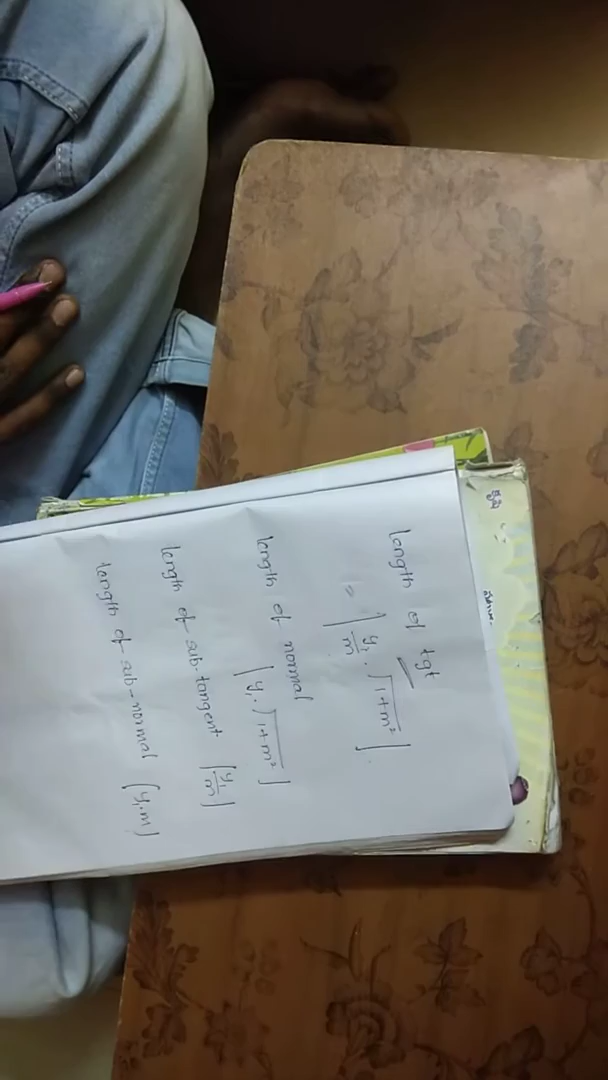 length of tgt
= |y₁/m · √1+m²|
length of normal
|y₁ · √1+m²|
length of sub-tangent |y₁/m|
length of sub-normal |y₁m|